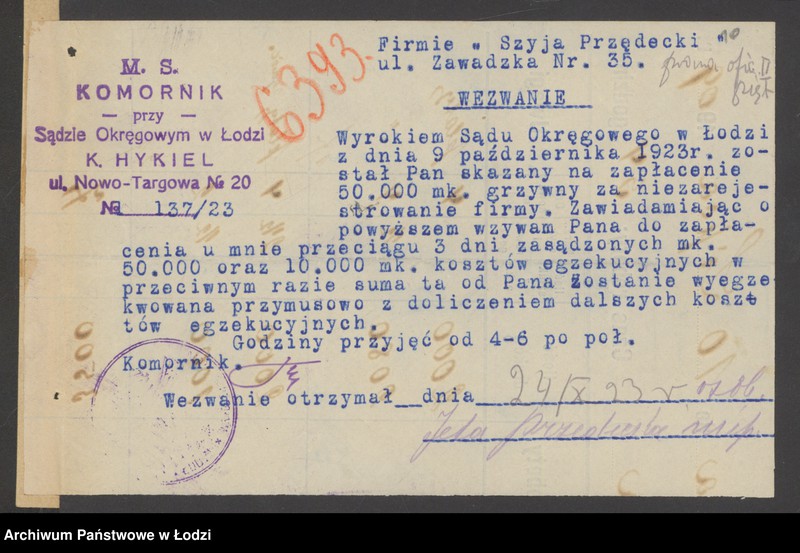 M. S.
KOMORNIK
— przy —
Sądzie Okręgowym w Łodzi
K. HYKIEL
ul. Nowo-Targowa № 20
№ 137/23
6393.
Firmie „ Szyja Przędecki "
ul. Zawadzka Nr. 35.
WEZWANIE
Wyrokiem Sądu Okręgowego w Łodzi
z dnia 9 października 1923r. zo-
stał Pan skazany na zapłacenie
50.000 mk. grzywny za niezareje-
strowanie firmy. Zawiadamiając o
powyższem wzywam Pana do zapła-
cenia u mnie przeciągu 3 dni zasądzonych mk.
50.000 oraz 10.000 mk. kosztów egzekucyjnych w
przeciwnym razie suma ta od Pana zostanie wyegze
kwowana przymusowo z doliczeniem dalszych koszt
tów egzekucyjnych.
Godziny przyjęć od 4-6 po poł.
Komornik.
Wezwanie otrzymał__dnia 24/X 23 r osob.
Archiwum Państwowe w Łodzi